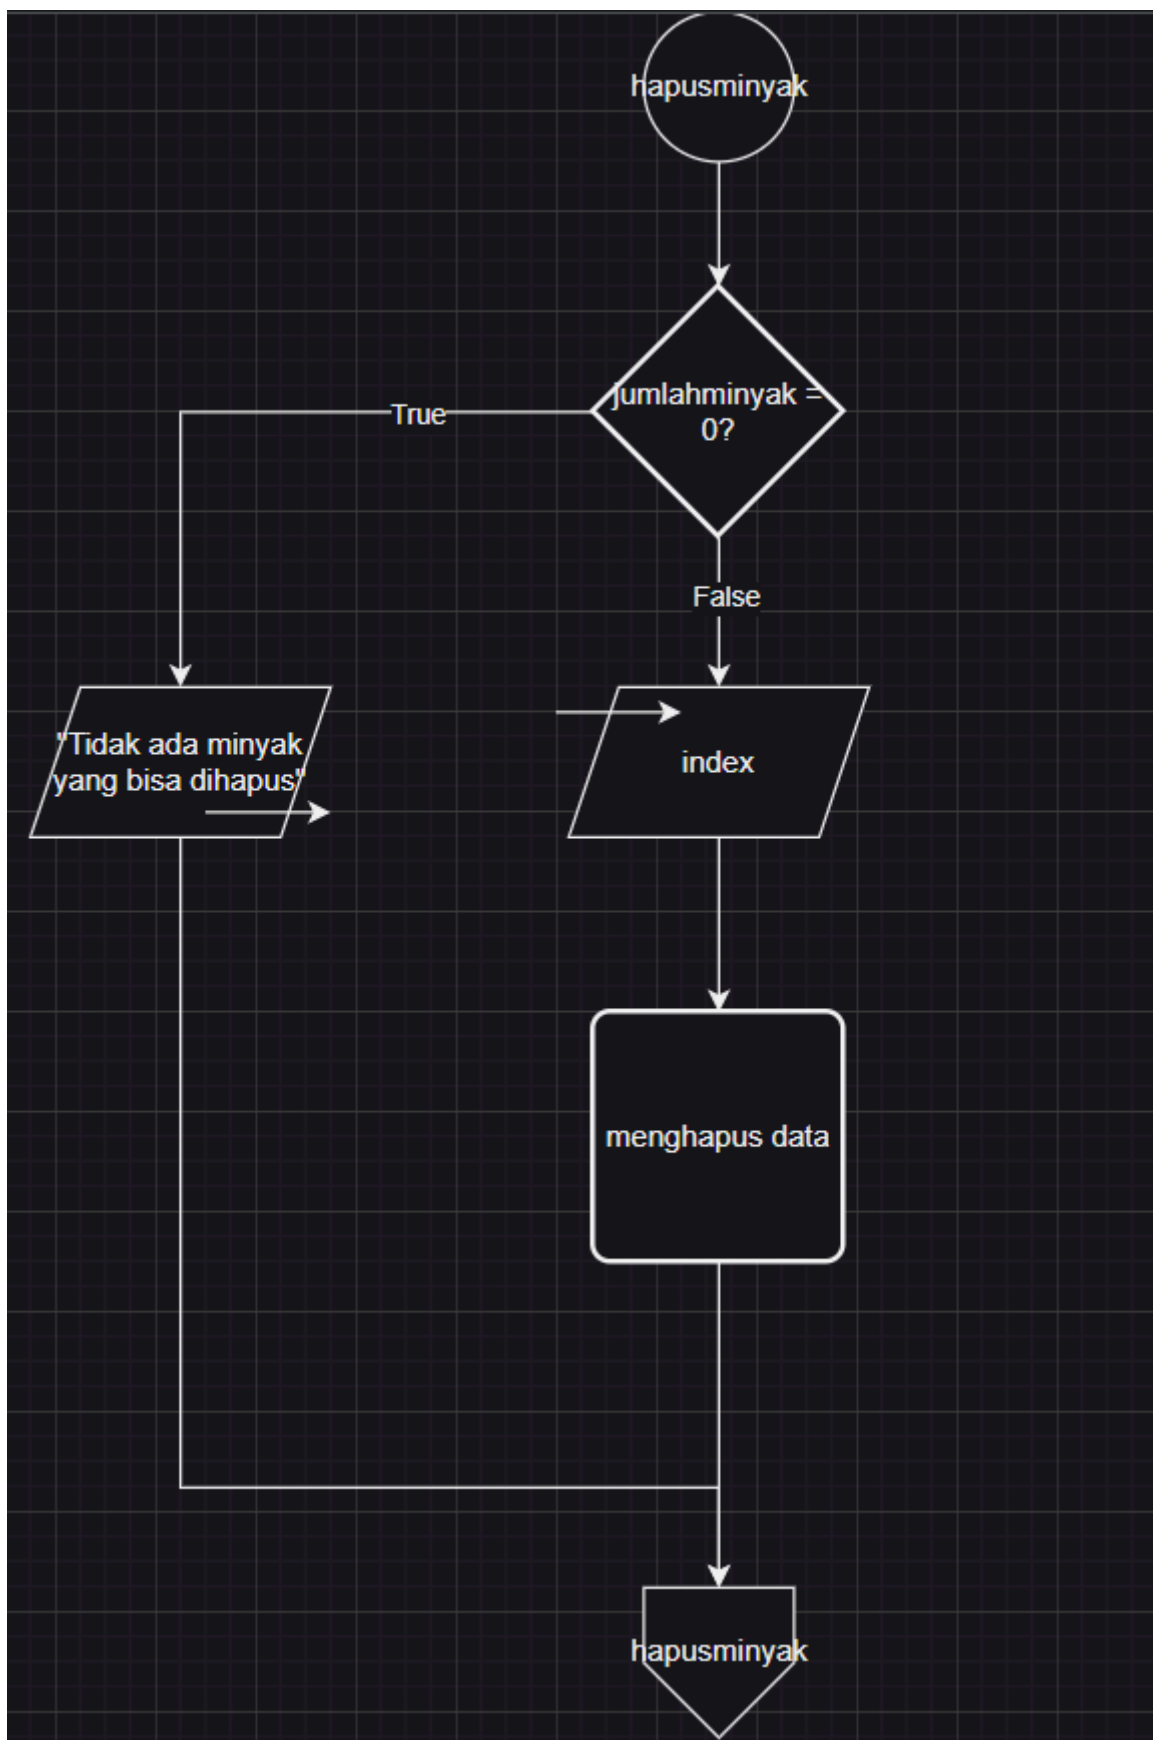 hapusminyak
jumlahminyak =
0?
True
False
"Tidak ada minyak
yang bisa dihapus"
index
menghapus data
hapusminyak